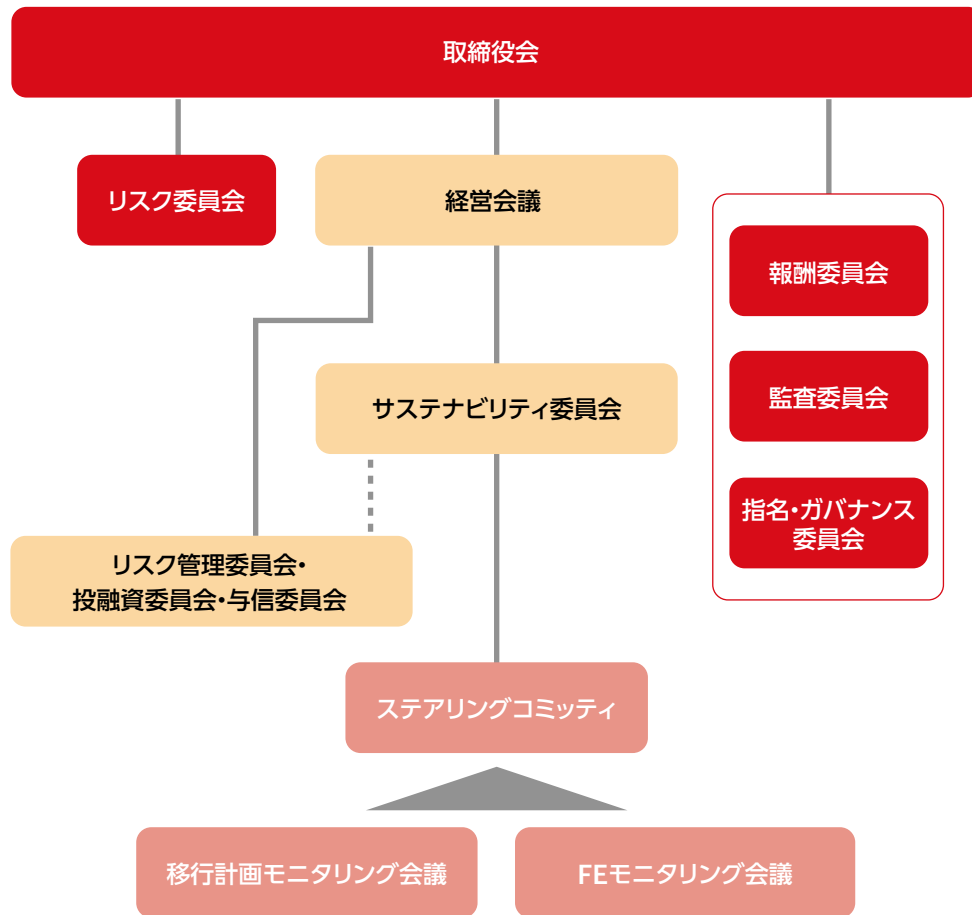 取締役会
リスク委員会
経営会議
報酬委員会
サステナビリティ委員会
監査委員会
指名・ガバナンス
委員会
リスク管理委員会・
投融資委員会・与信委員会
ステアリングコミッティ
移行計画モニタリング会議
FEモニタリング会議